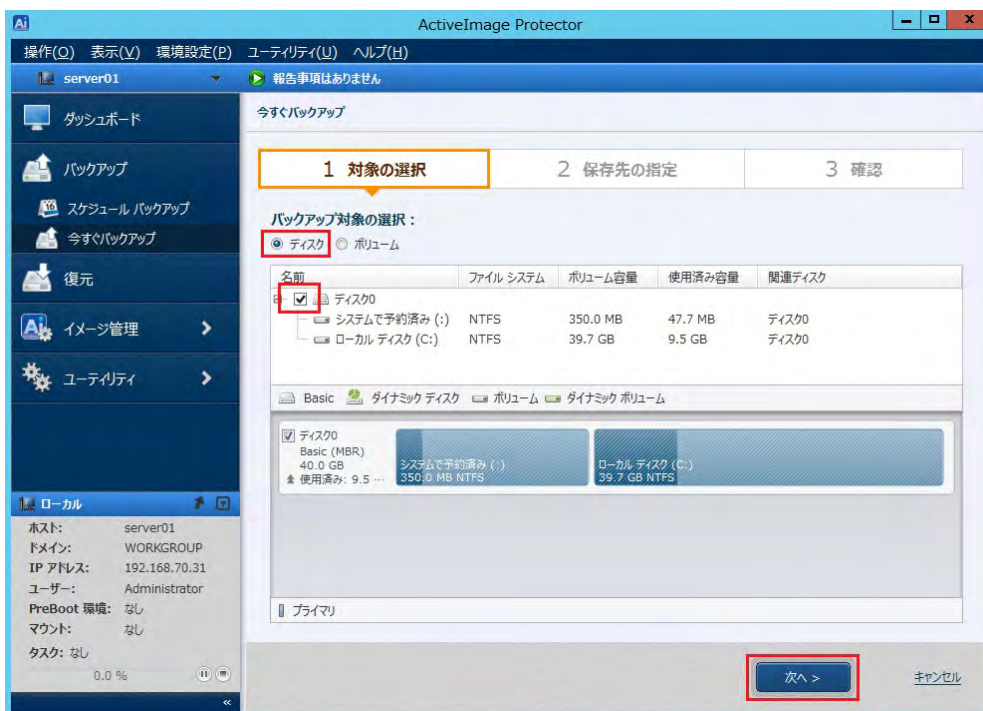 Ai
ActiveImage Protector
操作(O) 表示(V) 環境設定(P) ユーティリティ(U) ヘルプ(H)
server01
報告事項はありません
ダッシュボード
バックアップ
16 スケジュール バックアップ
今すぐバックアップ
復元
Ai イメージ管理
ユーティリティ
今すぐバックアップ
1 対象の選択
2 保存先の指定
3 確認
バックアップ対象の選択：
ディスク ボリューム
名前 ファイル システム ボリューム容量 使用済み容量 関連ディスク
ディスク0
システムで予約済み (:) NTFS 350.0 MB 47.7 MB ディスク0
ローカル ディスク (C:) NTFS 39.7 GB 9.5 GB ディスク0
Basic ダイナミック ディスク ボリューム ダイナミック ボリューム
ディスク0
Basic (MBR)
40.0 GB
使用済み: 9.5 ...
システムで予約済み (:)
350.0 MB NTFS
ローカル ディスク (C:)
39.7 GB NTFS
プライマリ
ローカル
ホスト: server01
ドメイン: WORKGROUP
IP アドレス: 192.168.70.31
ユーザー: Administrator
PreBoot 環境: なし
マウント: なし
タスク: なし
0.0 %
«
次へ >
キャンセル